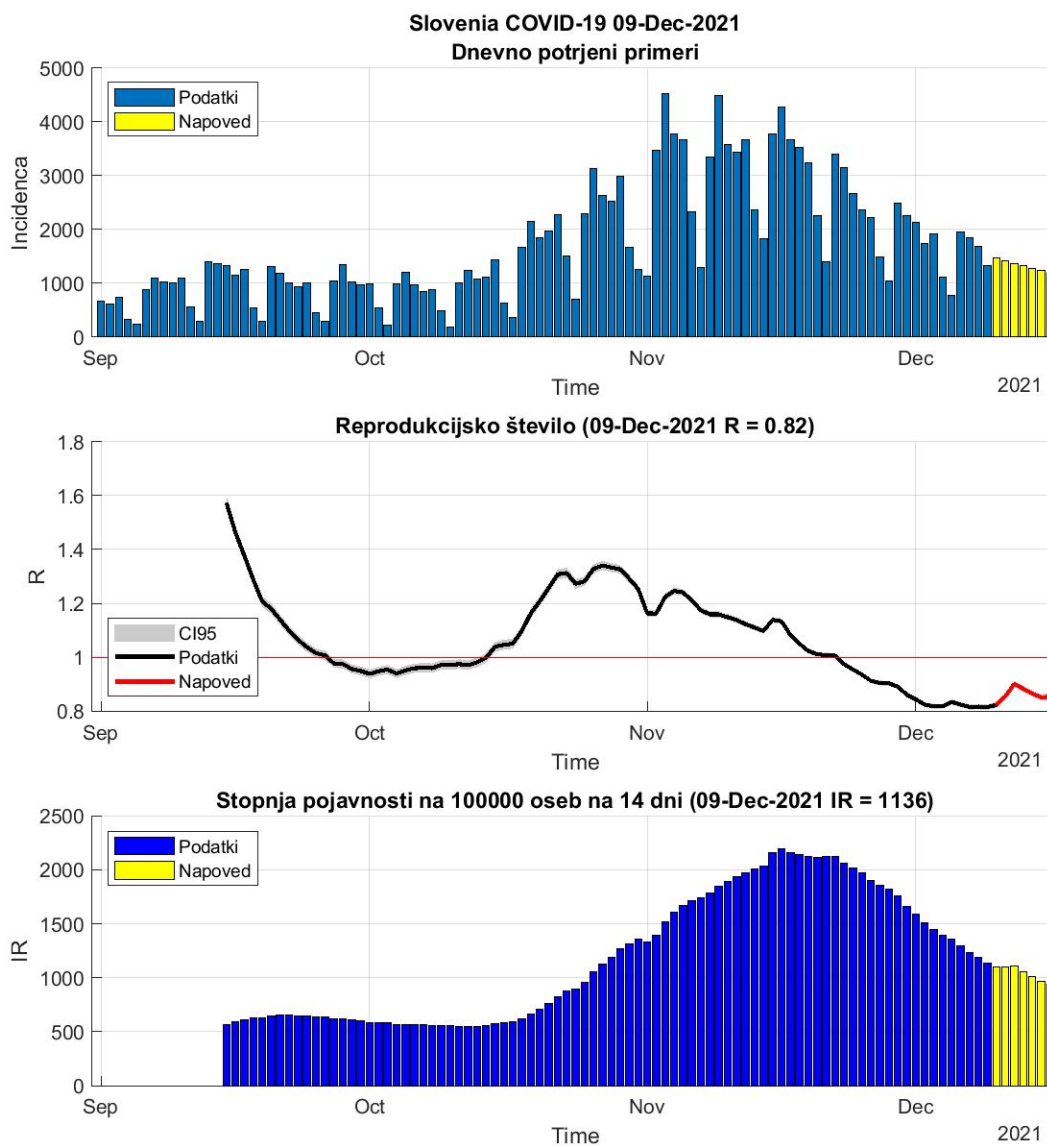 Slovenia COVID-19 09-Dec-2021
Dnevno potrjeni primeri
5000
4000
3000
2000
1000
0
Incidenca
Podatki
Napoved
Sep
Oct
Nov
Dec
Time
2021
Reprodukcijsko število (09-Dec-2021 R = 0.82)
1.8
1.6
1.4
1.2
1
0.8
R
CI95
Podatki
Napoved
Sep
Oct
Nov
Dec
Time
2021
Stopnja pojavnosti na 100000 oseb na 14 dni (09-Dec-2021 IR = 1136)
2500
2000
1500
1000
500
0
IR
Podatki
Napoved
Sep
Oct
Nov
Dec
Time
2021